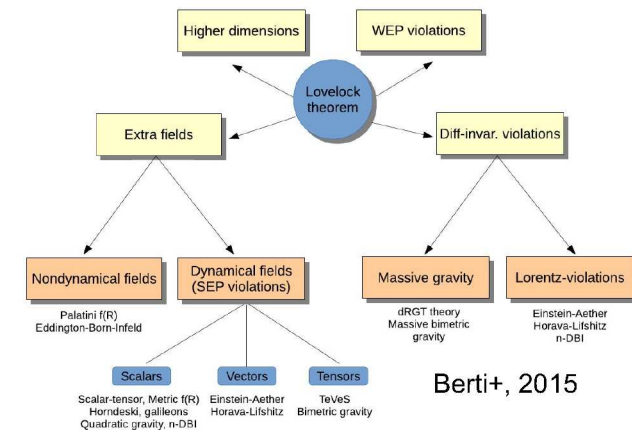 Higher dimensions
WEP violations
Lovelock
theorem
Extra fields
Diff-invar. violations
Nondynamical fields
Dynamical fields
(SEP violations)
Massive gravity
Lorentz-violations
Palatini f(R)
Eddington-Born-Infeld
dRGT theory
Massive bimetric
gravity
Einstein-Aether
Horava-Lifshitz
n-DBI
Scalars
Vectors
Tensors
Scalar-tensor, Metric f(R)
Horndeski, galileons
Quadratic gravity, n-DBI
Einstein-Aether
Horava-Lifshitz
TeVeS
Bimetric gravity
Berti+, 2015